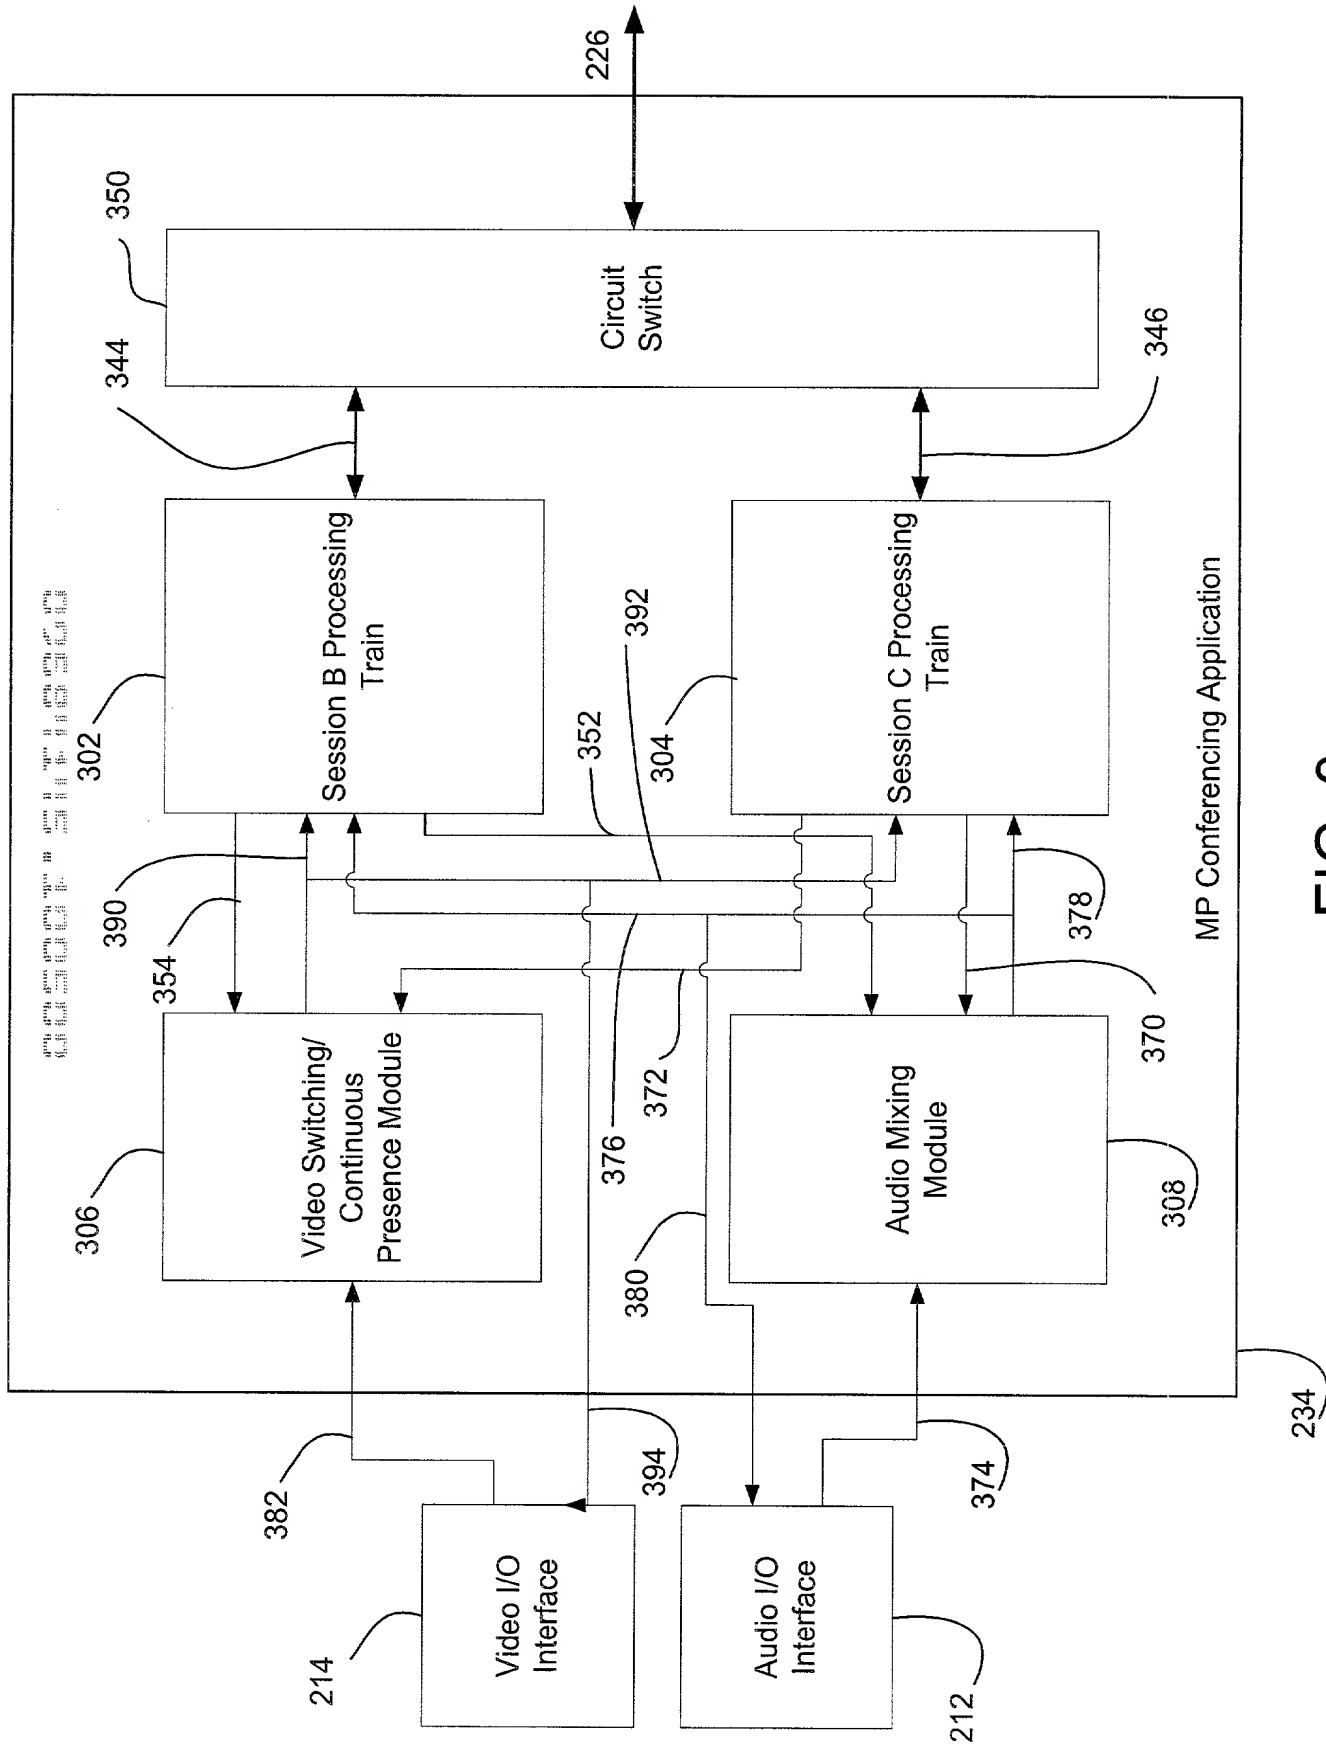 226
350
Circuit
Switch
344
346
302
Session B Processing
Train
304
Session C Processing
Train
392
352
390
354
378
370
372
376
380
MP Conferencing Application
306
Video Switching/
Continuous
Presence Module
Audio Mixing
Module
308
382
394
374
234
214
Video I/O
Interface
Audio I/O
Interface
212